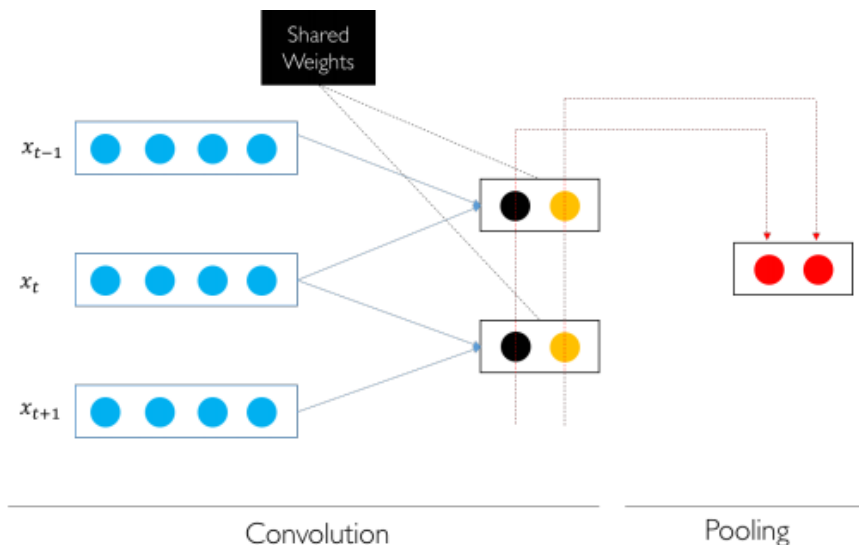 Shared
Weights
x_{t−1}
x_t
x_{t+1}
Convolution
Pooling